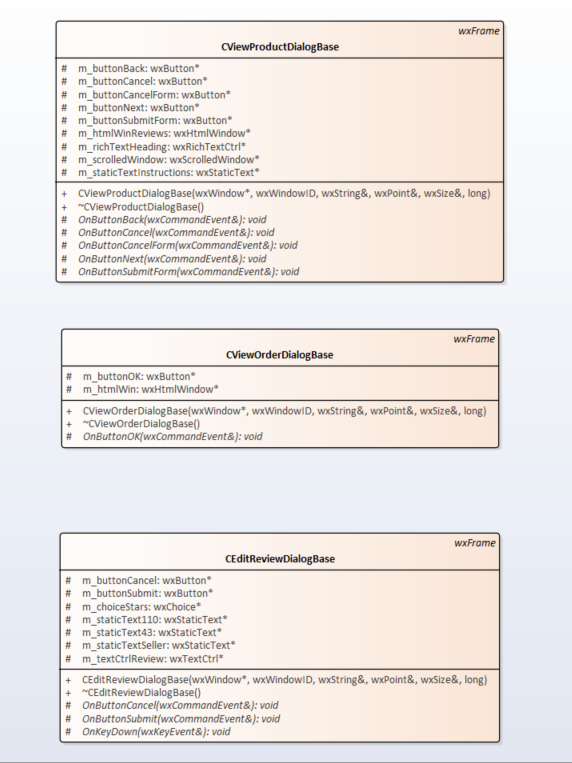 wxFrame
CViewProductDialogBase
# m_buttonBack: wxButton*
# m_buttonCancel: wxButton*
# m_buttonCancelForm: wxButton*
# m_buttonNext: wxButton*
# m_buttonSubmitForm: wxButton*
# m_htmlWinReviews: wxHtmlWindow*
# m_richTextHeading: wxRichTextCtrl*
# m_scrolledWindow: wxScrolledWindow*
# m_staticTextInstructions: wxStaticText*
+ CViewProductDialogBase(wxWindow*, wxWindowID, wxString&, wxPoint&, wxSize&, long)
+ ~CViewProductDialogBase()
# OnButtonBack(wxCommandEvent&): void
# OnButtonCancel(wxCommandEvent&): void
# OnButtonCancelForm(wxCommandEvent&): void
# OnButtonNext(wxCommandEvent&): void
# OnButtonSubmitForm(wxCommandEvent&): void
wxFrame
CViewOrderDialogBase
# m_buttonOK: wxButton*
# m_htmlWin: wxHtmlWindow*
+ CViewOrderDialogBase(wxWindow*, wxWindowID, wxString&, wxPoint&, wxSize&, long)
+ ~CViewOrderDialogBase()
# OnButtonOK(wxCommandEvent&): void
wxFrame
CEditReviewDialogBase
# m_buttonCancel: wxButton*
# m_buttonSubmit: wxButton*
# m_choiceStars: wxChoice*
# m_staticText110: wxStaticText*
# m_staticText43: wxStaticText*
# m_staticTextSeller: wxStaticText*
# m_textCtrlReview: wxTextCtrl*
+ CEditReviewDialogBase(wxWindow*, wxWindowID, wxString&, wxPoint&, wxSize&, long)
+ ~CEditReviewDialogBase()
# OnButtonCancel(wxCommandEvent&): void
# OnButtonSubmit(wxCommandEvent&): void
# OnKeyDown(wxKeyEvent&): void